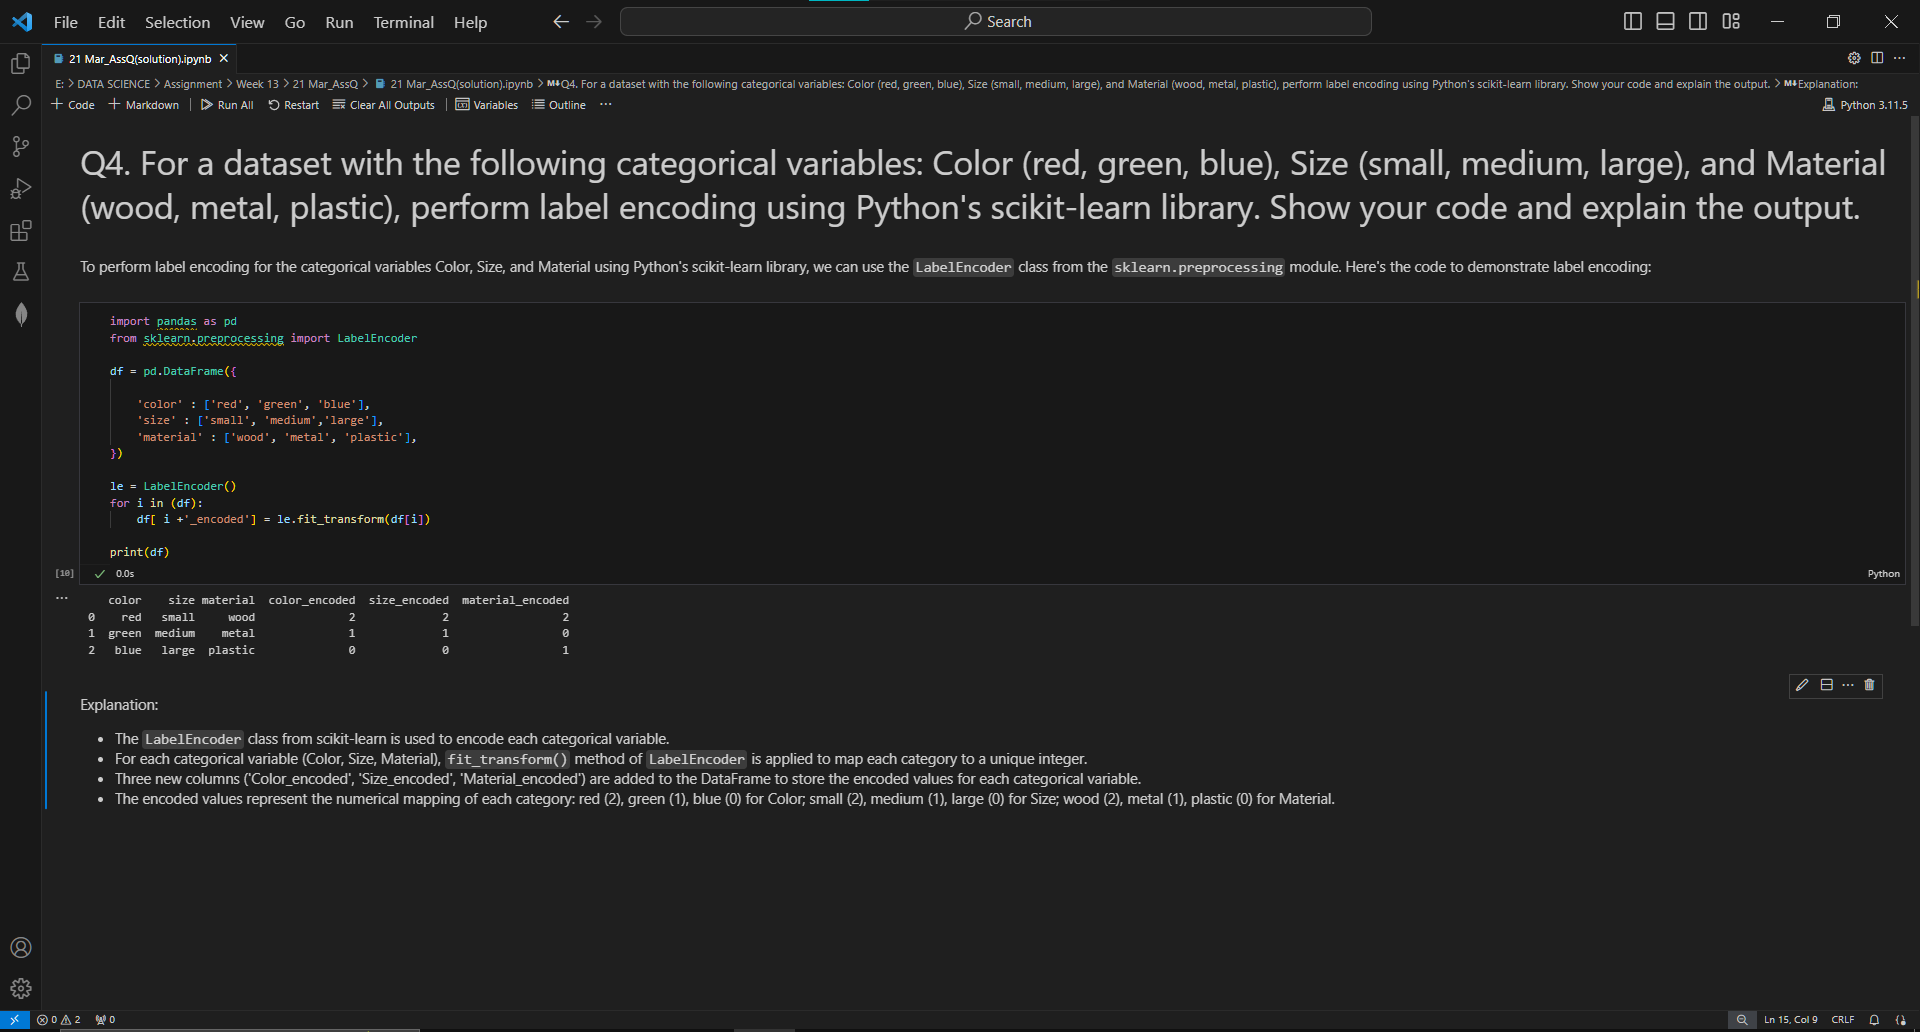 File Edit Selection View Go Run Terminal Help
Search
21 Mar_AssQ(solution).ipynb
E: > DATA SCIENCE > Assignment > Week 13 > 21 Mar_AssQ > 21 Mar_AssQ(solution).ipynb > M↓Q4. For a dataset with the following categorical variables: Color (red, green, blue), Size (small, medium, large), and Material (wood, metal, plastic), perform label encoding using Python's scikit-learn library. Show your code and explain the output. > M↓Explanation:
+ Code + Markdown | Run All Restart Clear All Outputs | Variables Outline ···
Python 3.11.5
Q4. For a dataset with the following categorical variables: Color (red, green, blue), Size (small, medium, large), and Material
(wood, metal, plastic), perform label encoding using Python's scikit-learn library. Show your code and explain the output.
To perform label encoding for the categorical variables Color, Size, and Material using Python's scikit-learn library, we can use the LabelEncoder class from the sklearn.preprocessing module. Here's the code to demonstrate label encoding:
import pandas as pd
from sklearn.preprocessing import LabelEncoder
df = pd.DataFrame({
'color' : ['red', 'green', 'blue'],
'size' : ['small', 'medium','large'],
'material' : ['wood', 'metal', 'plastic'],
})
le = LabelEncoder()
for i in (df):
df[ i +'_encoded'] = le.fit_transform(df[i])
print(df)
[10] 0.0s
Python
color size material color_encoded size_encoded material_encoded
0 red small wood 2 2 2
1 green medium metal 1 1 0
2 blue large plastic 0 0 1
Explanation:
• The LabelEncoder class from scikit-learn is used to encode each categorical variable.
• For each categorical variable (Color, Size, Material), fit_transform() method of LabelEncoder is applied to map each category to a unique integer.
• Three new columns ('Color_encoded', 'Size_encoded', 'Material_encoded') are added to the DataFrame to store the encoded values for each categorical variable.
• The encoded values represent the numerical mapping of each category: red (2), green (1), blue (0) for Color; small (2), medium (1), large (0) for Size; wood (2), metal (1), plastic (0) for Material.
0 2 0
Ln 15, Col 9 CRLF